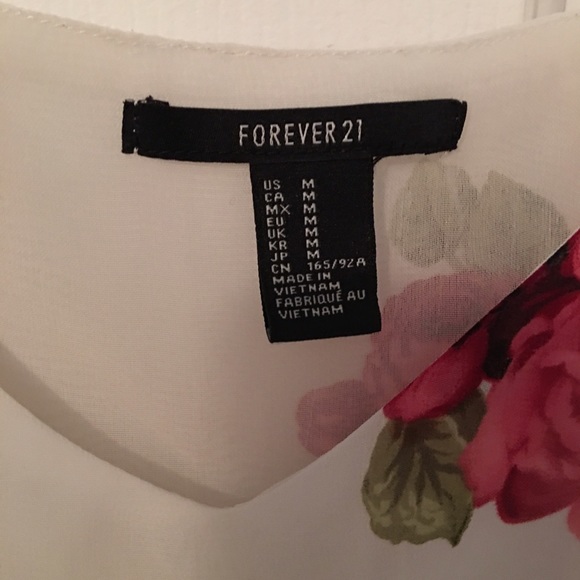 FOREVER 21
US M
CA M
MX M
EU M
UK M
KR M
JP M
CN 165/92A
MADE IN
VIETNAM
FABRIQUÉ AU
VIETNAM